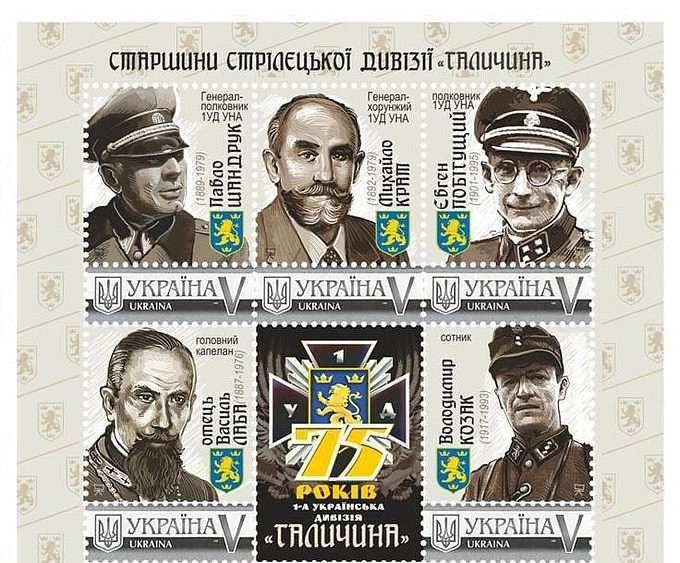 СТАРШИНИ СТРІЛЕЦЬКОЇ ДИВІЗІЇ «ГАЛИЧИНА»
Генерал-
полковник
1УД УНА
Павло
ШАНДРУК
(1889-1979)
УКРАЇНА V
UKRAINA
Генерал-
хорунжий
1УД УНА
Михайло
КРАТ
(1892-1979)
УКРАЇНА V
UKRAINA
полковник
1УД УНА
Євген
ПОБІГУЩИЙ
(1901-1995)
УКРАЇНА V
UKRAINA
головний
капелан
отець
Василь
ЛАБА
(1887-1976)
УКРАЇНА V
UKRAINA
1
У Д
75
РОКІВ
1-А УКРАЇНСЬКА
ДИВІЗІЯ
«ГАЛИЧИНА»
сотник
Володимир
КОЗАК
(1917-1993)
УКРАЇНА V
UKRAINA